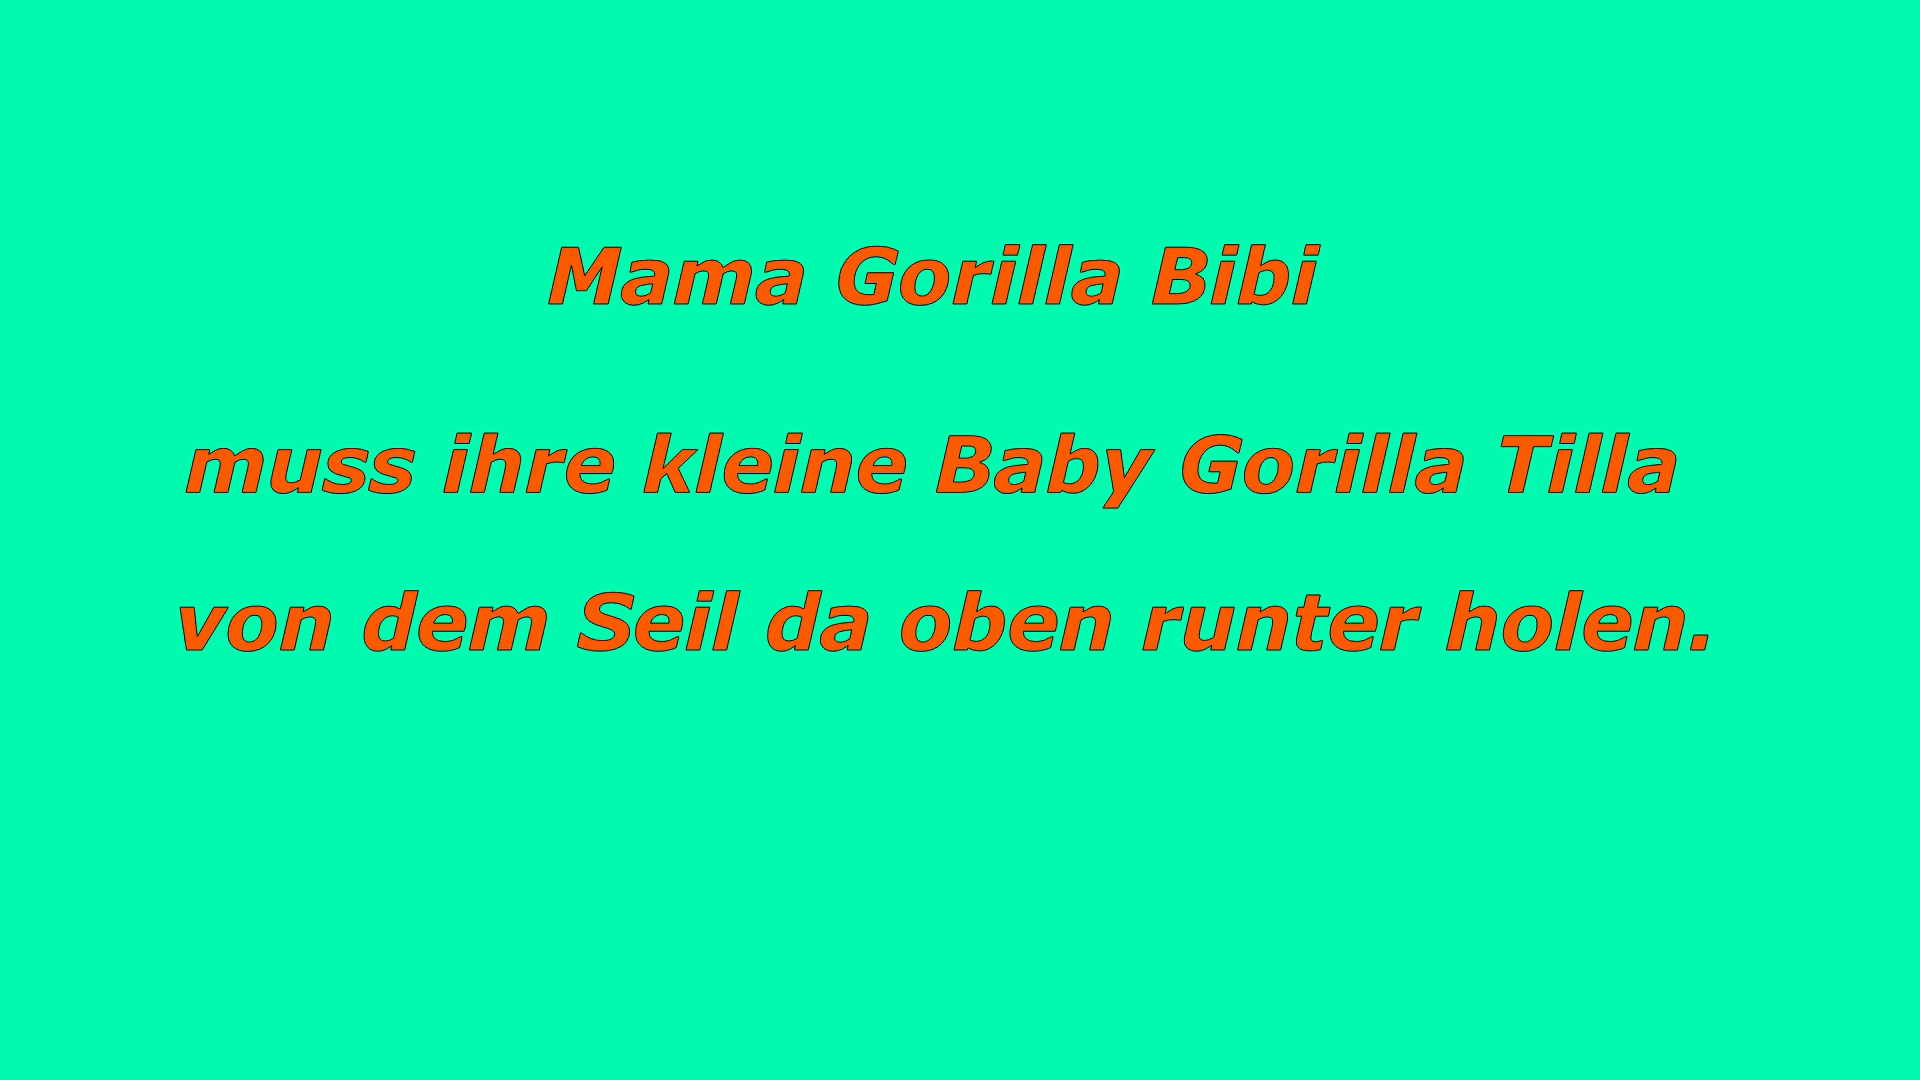 Mama Gorilla Bibi
muss ihre kleine Baby Gorilla Tilla
von dem Seil da oben runter holen.